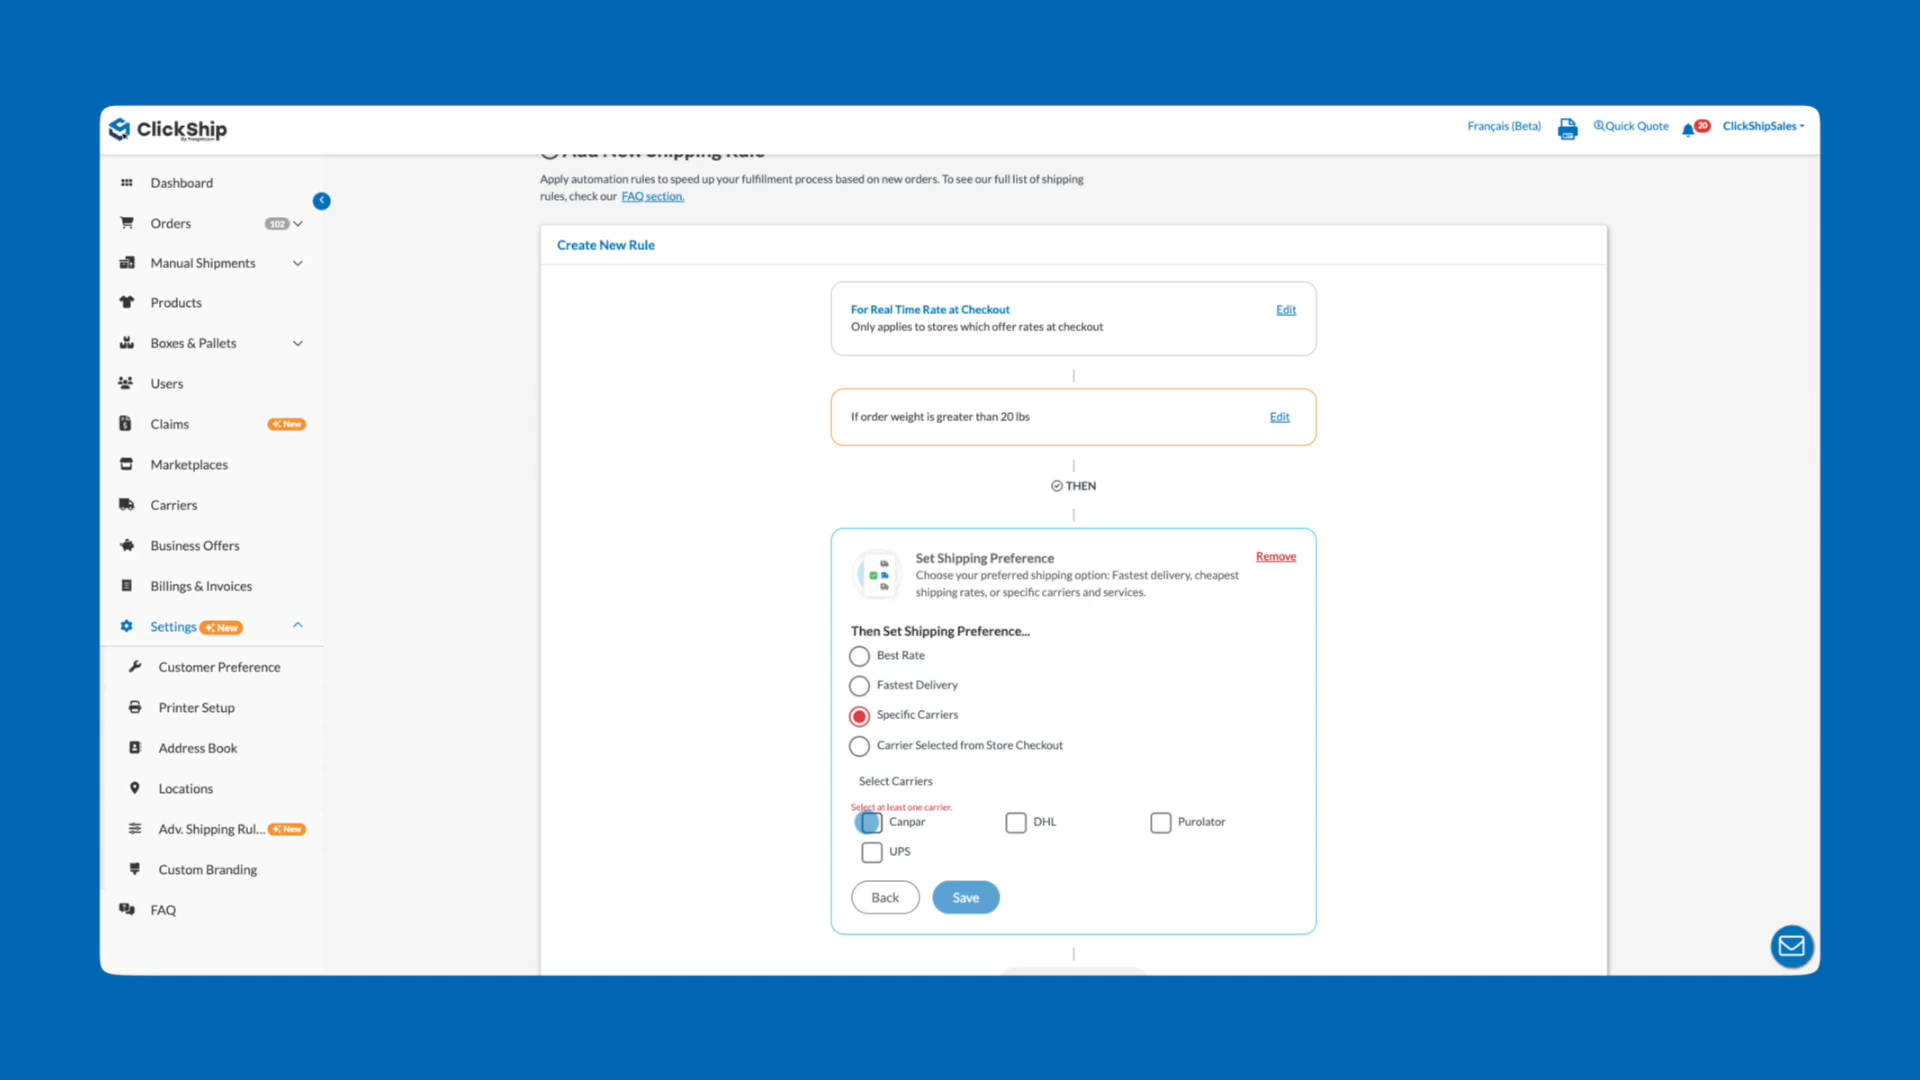 ClickShip
by freightcom
Français (Beta)
Quick Quote
20
ClickShipSales
Dashboard
Orders
102
Manual Shipments
Products
Boxes & Pallets
Users
Claims
New
Marketplaces
Carriers
Business Offers
Billings & Invoices
Settings
New
Customer Preference
Printer Setup
Address Book
Locations
Adv. Shipping Rul...
New
Custom Branding
FAQ
Add New Shipping Rule
Apply automation rules to speed up your fulfillment process based on new orders. To see our full list of shipping
rules, check our FAQ section.
Create New Rule
For Real Time Rate at Checkout
Edit
Only applies to stores which offer rates at checkout
If order weight is greater than 20 lbs
Edit
THEN
Set Shipping Preference
Remove
Choose your preferred shipping option: Fastest delivery, cheapest
shipping rates, or specific carriers and services.
Then Set Shipping Preference...
Best Rate
Fastest Delivery
Specific Carriers
Carrier Selected from Store Checkout
Select Carriers
Select at least one carrier.
Canpar
DHL
Purolator
UPS
Back
Save